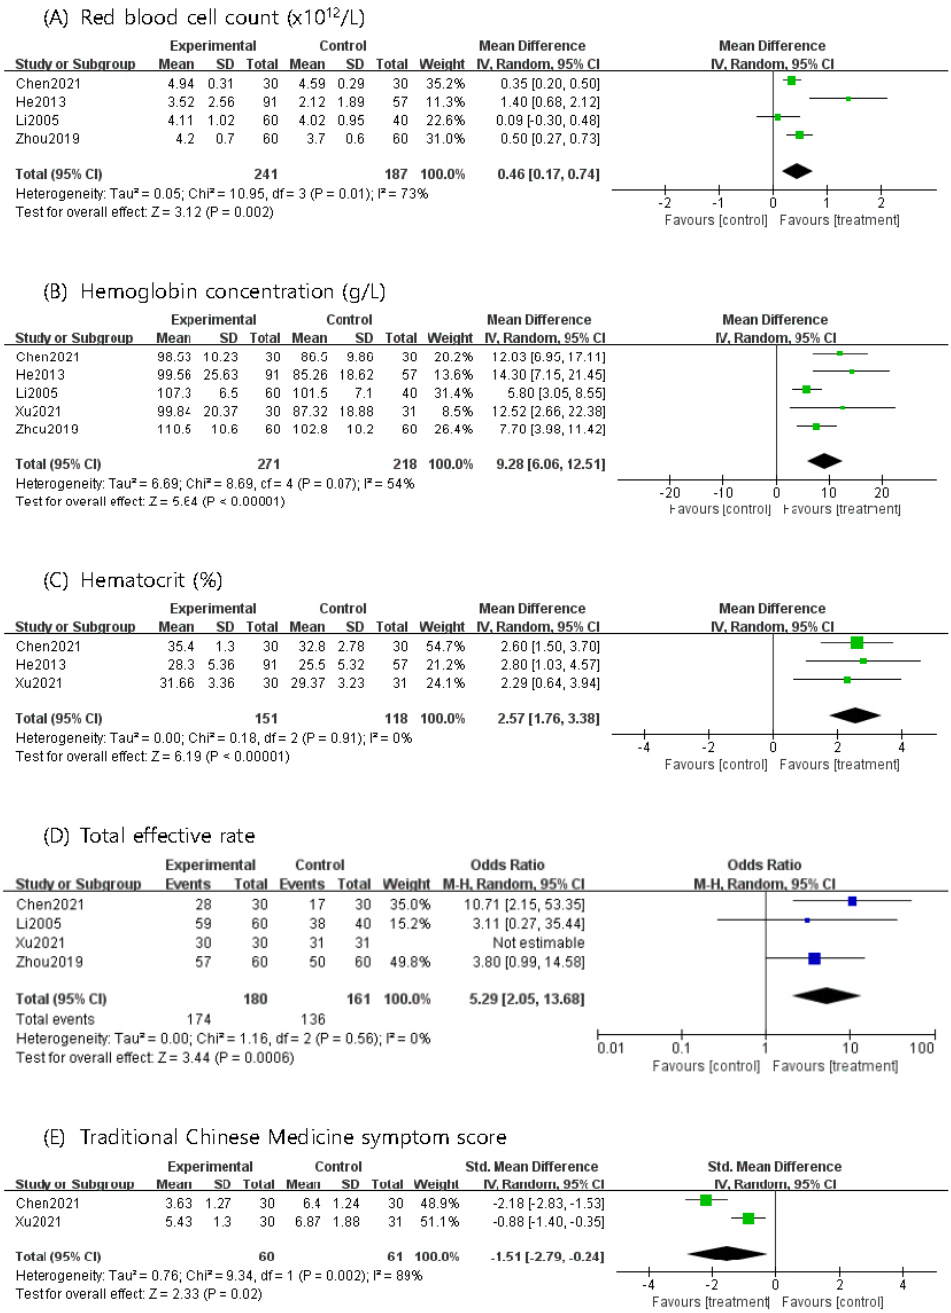 (A) Red blood cell count (x10¹²/L)
Experimental Control Mean Difference Mean Difference
Study or Subgroup Mean SD Total Mean SD Total Weight IV, Random, 95% CI IV, Random, 95% CI
Chen2021 4.94 0.31 30 4.59 0.29 30 35.2% 0.35 [0.20, 0.50]
He2013 3.52 2.56 91 2.12 1.89 57 11.3% 1.40 [0.68, 2.12]
Li2005 4.11 1.02 60 4.02 0.95 40 22.6% 0.09 [-0.30, 0.48]
Zhou2019 4.2 0.7 60 3.7 0.6 60 31.0% 0.50 [0.27, 0.73]
Total (95% CI) 241 187 100.0% 0.46 [0.17, 0.74]
Heterogeneity: Tau² = 0.05; Chi² = 10.95, df = 3 (P = 0.01); I² = 73%
Test for overall effect: Z = 3.12 (P = 0.002)
-2 -1 0 1 2
Favours [control] Favours [treatment]
(B) Hemoglobin concentration (g/L)
Experimental Control Mean Difference Mean Difference
Study or Subgroup Mean SD Total Mean SD Total Weight IV, Random, 95% CI IV, Random, 95% CI
Chen2021 98.53 10.23 30 86.5 9.86 30 20.2% 12.03 [6.95, 17.11]
He2013 99.56 25.63 91 85.26 18.62 57 13.6% 14.30 [7.15, 21.45]
Li2005 107.3 6.5 60 101.5 7.1 40 31.4% 5.80 [3.05, 8.55]
Xu2021 99.84 20.37 30 87.32 18.88 31 8.5% 12.52 [2.66, 22.38]
Zhou2019 110.5 10.6 60 102.8 10.2 60 26.4% 7.70 [3.98, 11.42]
Total (95% CI) 271 218 100.0% 9.28 [6.06, 12.51]
Heterogeneity: Tau² = 6.69; Chi² = 8.69, df = 4 (P = 0.07); I² = 54%
Test for overall effect: Z = 5.64 (P < 0.00001)
-20 -10 0 10 20
Favours [control] Favours [treatment]
(C) Hematocrit (%)
Experimental Control Mean Difference Mean Difference
Study or Subgroup Mean SD Total Mean SD Total Weight IV, Random, 95% CI IV, Random, 95% CI
Chen2021 35.4 1.3 30 32.8 2.78 30 54.7% 2.60 [1.50, 3.70]
He2013 28.3 5.36 91 25.5 5.32 57 21.2% 2.80 [1.03, 4.57]
Xu2021 31.66 3.36 30 29.37 3.23 31 24.1% 2.29 [0.64, 3.94]
Total (95% CI) 151 118 100.0% 2.57 [1.76, 3.38]
Heterogeneity: Tau² = 0.00; Chi² = 0.18, df = 2 (P = 0.91); I² = 0%
Test for overall effect: Z = 6.19 (P < 0.00001)
-4 -2 0 2 4
Favours [control] Favours [treatment]
(D) Total effective rate
Experimental Control Odds Ratio Odds Ratio
Study or Subgroup Events Total Events Total Weight M-H, Random, 95% CI M-H, Random, 95% CI
Chen2021 28 30 17 30 35.0% 10.71 [2.15, 53.35]
Li2005 59 60 38 40 15.2% 3.11 [0.27, 35.44]
Xu2021 30 30 31 31 Not estimable
Zhou2019 57 60 50 60 49.8% 3.80 [0.99, 14.58]
Total (95% CI) 180 161 100.0% 5.29 [2.05, 13.68]
Total events 174 136
Heterogeneity: Tau² = 0.00; Chi² = 1.16, df = 2 (P = 0.56); I² = 0%
Test for overall effect: Z = 3.44 (P = 0.0006)
0.01 0.1 1 10 100
Favours [control] Favours [treatment]
(E) Traditional Chinese Medicine symptom score
Experimental Control Std. Mean Difference Std. Mean Difference
Study or Subgroup Mean SD Total Mean SD Total Weight IV, Random, 95% CI IV, Random, 95% CI
Chen2021 3.63 1.27 30 6.4 1.24 30 48.9% -2.18 [-2.83, -1.53]
Xu2021 5.43 1.3 30 6.87 1.88 31 51.1% -0.88 [-1.40, -0.35]
Total (95% CI) 60 61 100.0% -1.51 [-2.79, -0.24]
Heterogeneity: Tau² = 0.76; Chi² = 9.34, df = 1 (P = 0.002); I² = 89%
Test for overall effect: Z = 2.33 (P = 0.02)
-4 -2 0 2 4
Favours [treatment] Favours [control]